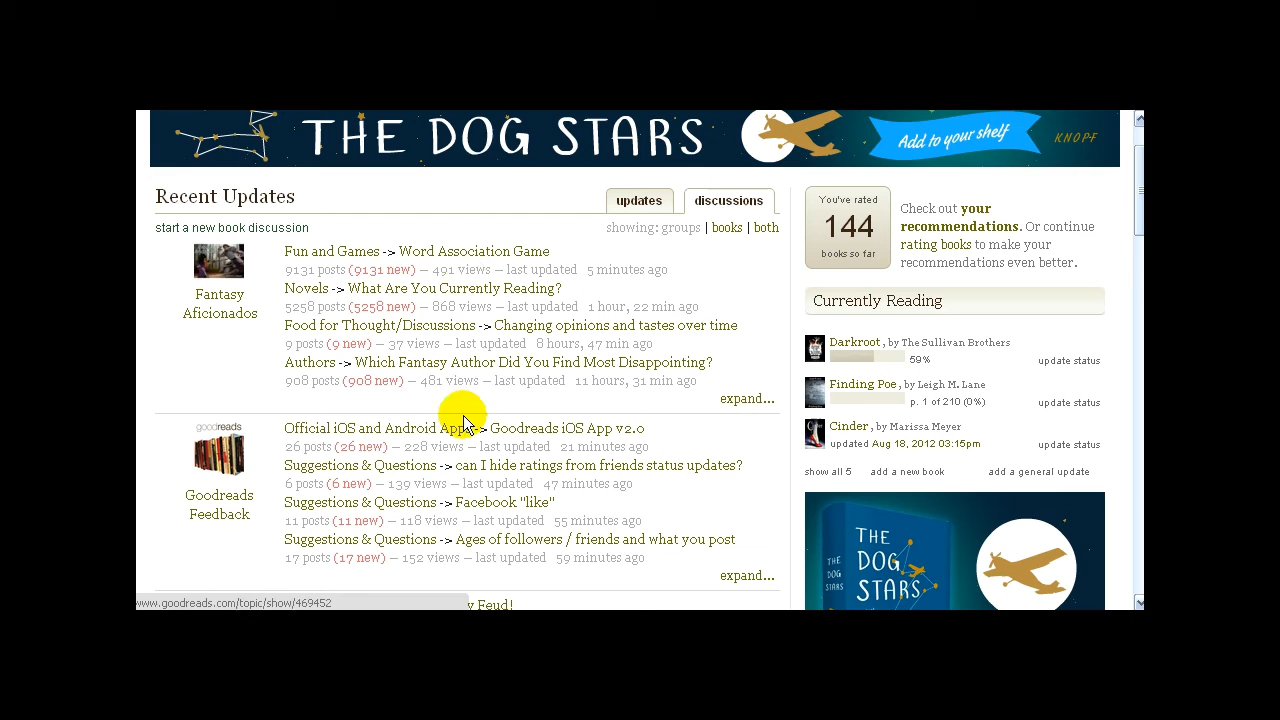 THE DOG STARS
Add to your shelf
KNOPF
Recent Updates
updates
discussions
start a new book discussion
showing: groups | books | both
Fantasy
Aficionados
Fun and Games -> Word Association Game
9131 posts (9131 new) — 491 views — last updated 5 minutes ago
Novels -> What Are You Currently Reading?
5258 posts (5258 new) — 868 views — last updated 1 hour, 22 min ago
Food for Thought/Discussions -> Changing opinions and tastes over time
9 posts (9 new) — 37 views — last updated 8 hours, 47 min ago
Authors -> Which Fantasy Author Did You Find Most Disappointing?
908 posts (908 new) — 481 views — last updated 11 hours, 31 min ago
expand...
goodreads
Goodreads
Feedback
Official iOS and Android Apps -> Goodreads iOS App v2.0
26 posts (26 new) — 228 views — last updated 21 minutes ago
Suggestions & Questions -> can I hide ratings from friends status updates?
6 posts (6 new) — 139 views — last updated 47 minutes ago
Suggestions & Questions -> Facebook "like"
11 posts (11 new) — 118 views — last updated 55 minutes ago
Suggestions & Questions -> Ages of followers / friends and what you post
17 posts (17 new) — 152 views — last updated 59 minutes ago
expand...
y Feud!
www.goodreads.com/topic/show/469452
You've rated
144
books so far
Check out your
recommendations. Or continue
rating books to make your
recommendations even better.
Currently Reading
Darkroot , by The Sullivan Brothers
59%
update status
Finding Poe , by Leigh M. Lane
p. 1 of 210 (0%)
update status
Cinder , by Marissa Meyer
updated Aug 18, 2012 03:15pm
update status
show all 5
add a new book
add a general update
THE
DOG
STARS
THE
DOG
STARS